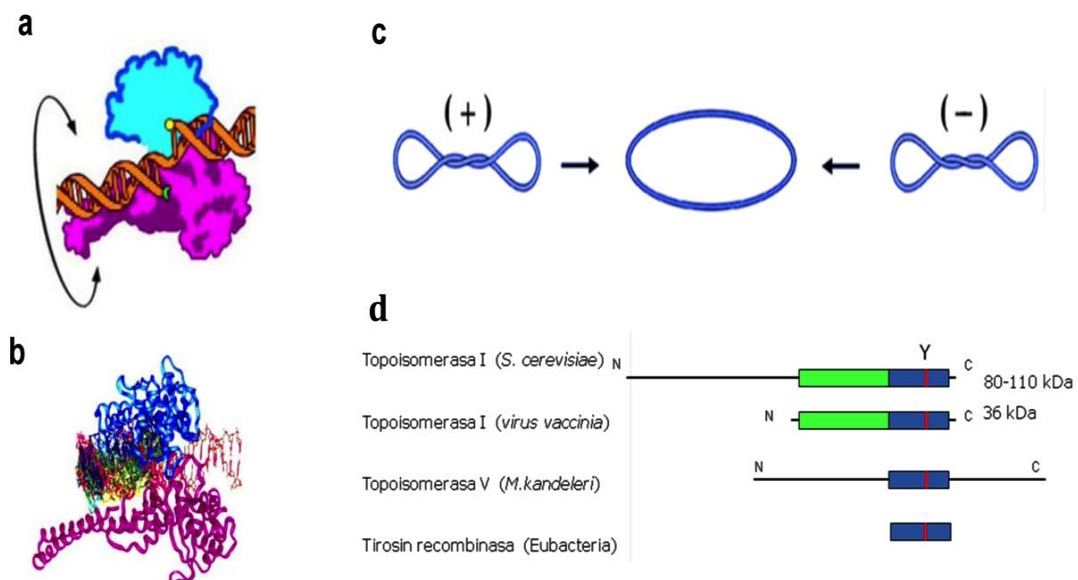 a
c
(+)
(−)
b
d
Topoisomerasa I (S. cerevisiae) N
Y
C
80-110 kDa
Topoisomerasa I (virus vaccinia)
N
C 36 kDa
Topoisomerasa V (M.kandeleri)
N
C
Tirosin recombinasa (Eubacteria)